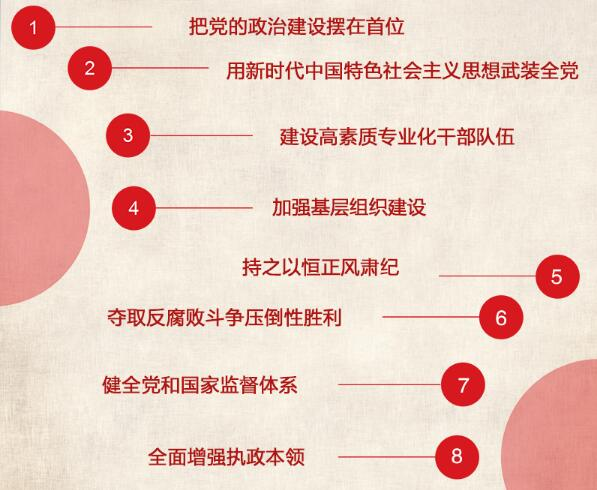 1 把党的政治建设摆在首位
2 用新时代中国特色社会主义思想武装全党
3 建设高素质专业化干部队伍
4 加强基层组织建设
持之以恒正风肃纪 5
夺取反腐败斗争压倒性胜利 6
健全党和国家监督体系 7
全面增强执政本领 8